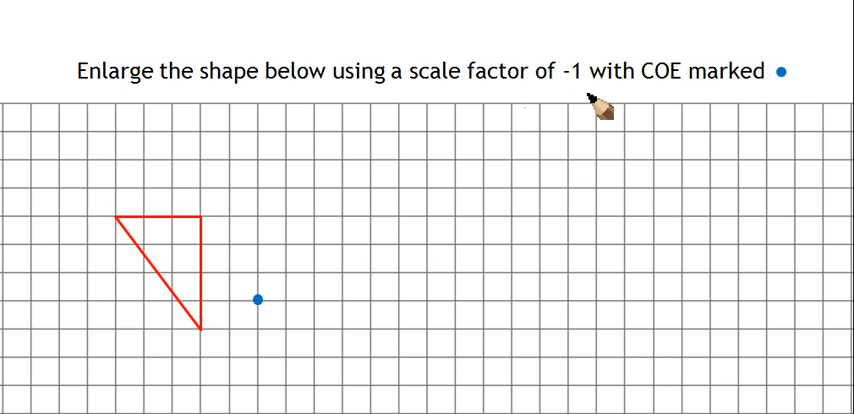 Enlarge the shape below using a scale factor of -1 with COE marked